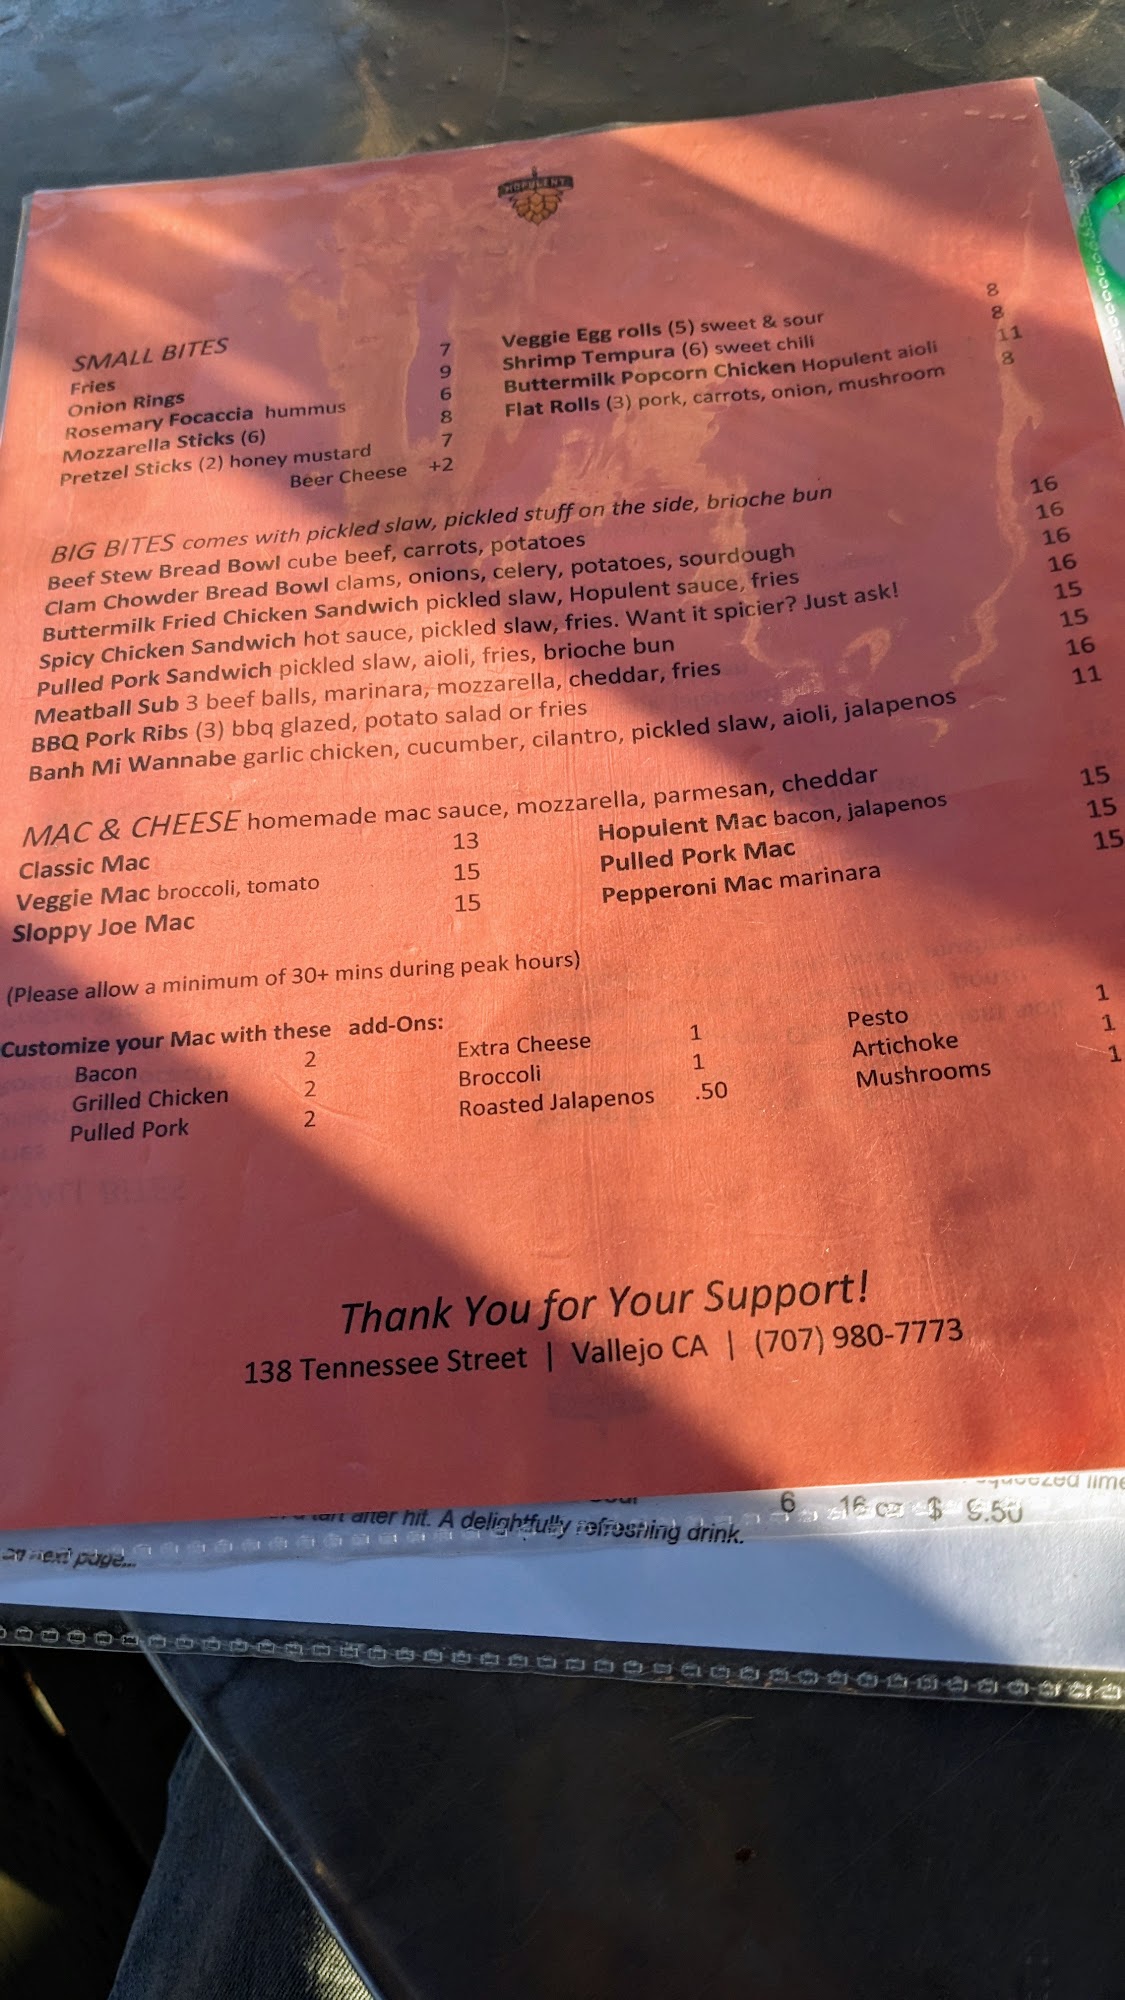 HOPULENT
SMALL BITES
Fries 7
Onion Rings 9
Rosemary Focaccia hummus 6
Mozzarella Sticks (6) 8
Pretzel Sticks (2) honey mustard 7
Beer Cheese +2
Veggie Egg rolls (5) sweet & sour 8
Shrimp Tempura (6) sweet chili 8
Buttermilk Popcorn Chicken Hopulent aioli 11
Flat Rolls (3) pork, carrots, onion, mushroom 8
BIG BITES comes with pickled slaw, pickled stuff on the side, brioche bun
Beef Stew Bread Bowl cube beef, carrots, potatoes 16
Clam Chowder Bread Bowl clams, onions, celery, potatoes, sourdough 16
Buttermilk Fried Chicken Sandwich pickled slaw, Hopulent sauce, fries 16
Spicy Chicken Sandwich hot sauce, pickled slaw, fries. Want it spicier? Just ask! 16
Pulled Pork Sandwich pickled slaw, aioli, fries, brioche bun 15
Meatball Sub 3 beef balls, marinara, mozzarella, cheddar, fries 15
BBQ Pork Ribs (3) bbq glazed, potato salad or fries 16
Banh Mi Wannabe garlic chicken, cucumber, cilantro, pickled slaw, aioli, jalapenos 11
MAC & CHEESE homemade mac sauce, mozzarella, parmesan, cheddar
Classic Mac 13
Veggie Mac broccoli, tomato 15
Sloppy Joe Mac 15
Hopulent Mac bacon, jalapenos 15
Pulled Pork Mac 15
Pepperoni Mac marinara 15
(Please allow a minimum of 30+ mins during peak hours)
Customize your Mac with these add-Ons:
Bacon 2
Grilled Chicken 2
Pulled Pork 2
Extra Cheese 1
Broccoli 1
Roasted Jalapenos .50
Pesto 1
Artichoke 1
Mushrooms 1
Thank You for Your Support!
138 Tennessee Street | Vallejo CA | (707) 980-7773
lime
6 16 oz $ 9.50
after hit. A delightfully refreshing drink.
on next page...